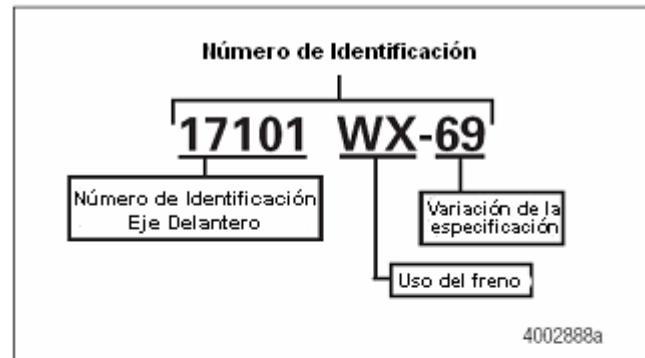 Número de Identificación
17101 WX-69
Número de Identificación
Eje Delantero
Variación de la
especificación
Uso del freno
4002888a